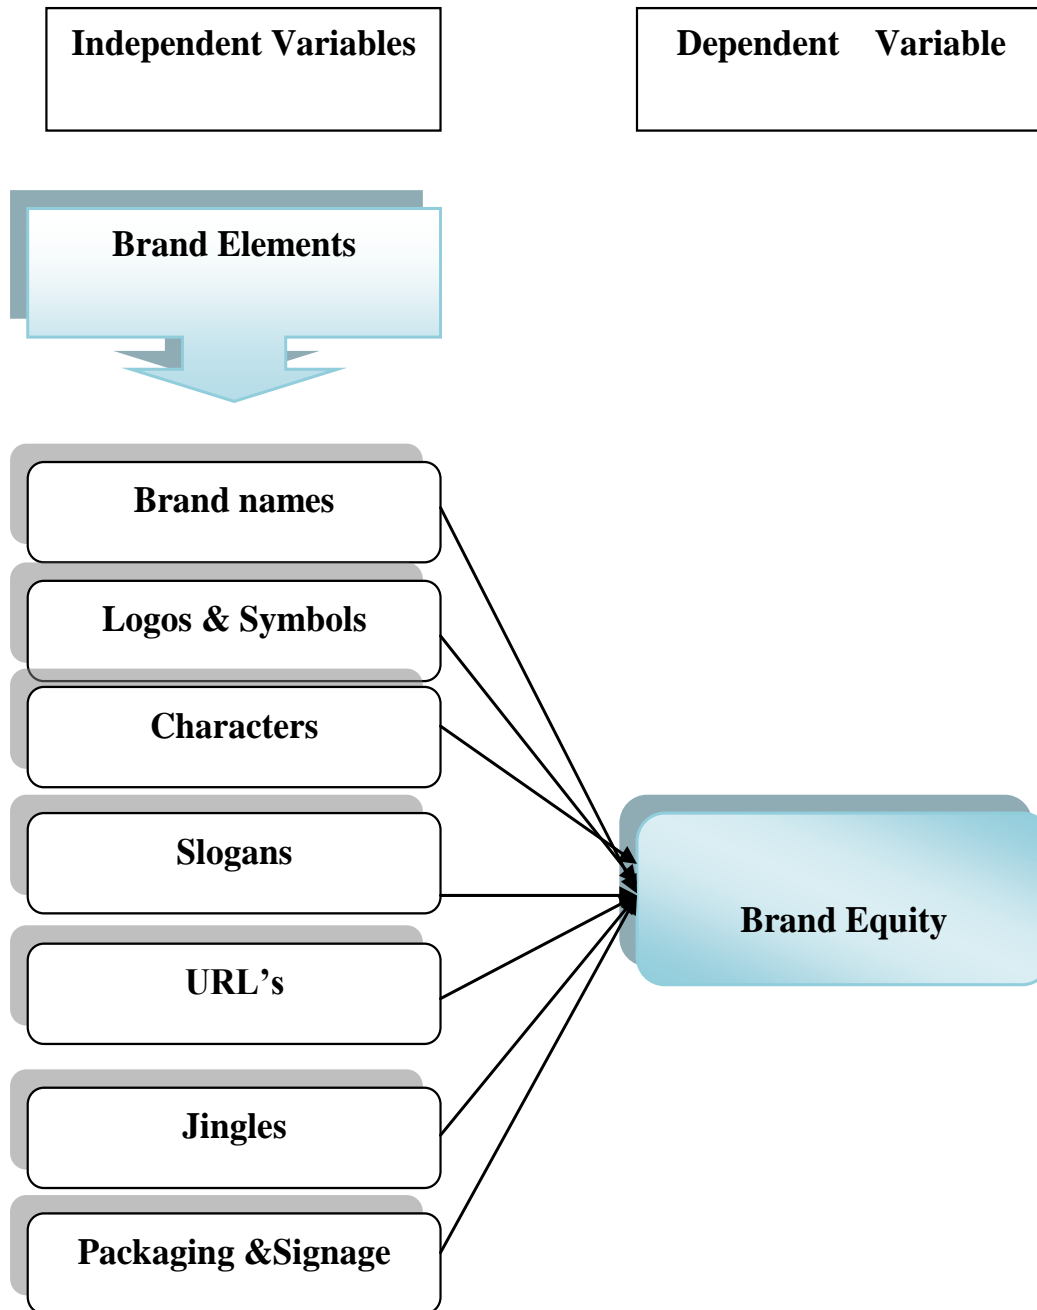 Independent Variables
Dependent Variable
Brand Elements
Brand names
Logos & Symbols
Characters
Slogans
Brand Equity
URL’s
Jingles
Packaging &Signage